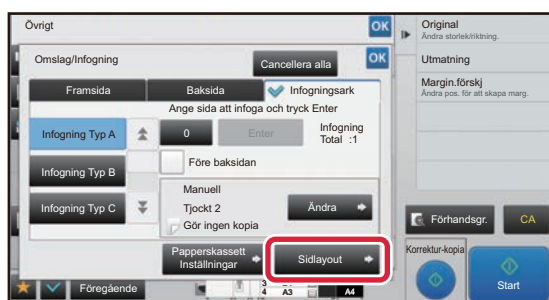 Övrigt
OK
Omslag/Infogning
Cancellera alla
OK
Framsida
Baksida
Infogningsark
Ange sida att infoga och tryck Enter
Infogning Typ A
0
Enter
Infogning
Total :1
Före baksidan
Infogning Typ B
Infogning Typ C
Manuell
Tjockt 2
Gör ingen kopia
Ändra
Papperskassett
Inställningar
Sidlayout
Föregående
3
4
A3
A4
Original
Ändra storlek/riktning.
Utmatning
Margin.förskj
Ändra pos. för att skapa marg.
Förhandsgr.
CA
Korrektur-kopia
Start